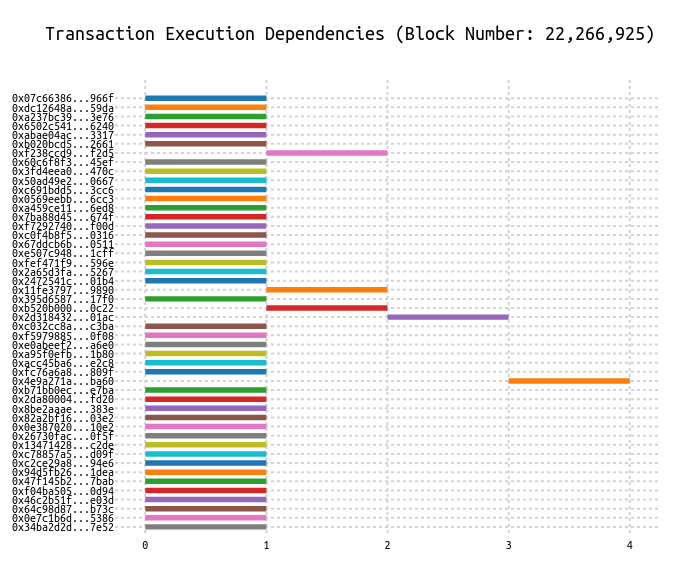 Transaction Execution Dependencies (Block Number: 22,266,925)
0x07c66386...966f
0xdc12648a...59da
0xa237bc39...3e76
0x6502c541...6240
0xabae04ac...3317
0xb020bcd5...2661
0xf238ccd9...f2d5
0x60c6f8f3...45ef
0x3fd4eea0...470c
0x50ad49e2...0667
0xc691bdd5...3cc6
0x0569eebb...6cc3
0xa459ce11...6ed8
0x7ba88d45...674f
0xf7292740...f00d
0xc0f4b8f5...0316
0x67ddcb6b...0511
0xe507c948...1cff
0xfef471f9...596e
0x2a65d3fa...5267
0x2472541c...01b4
0x11fe3797...9890
0x395d6587...17f0
0xb520b000...0c22
0x2d318432...01ac
0xc032cc8a...c3ba
0xf5979885...0f08
0xe0abeef2...a6e0
0xa95f0efb...1b80
0xacc45ba6...e2c8
0xfc76a6a8...809f
0x4e9a271a...ba60
0xb71bb0ec...e7ba
0x2da80004...fd20
0x8be2aaae...383e
0x82a2bf16...03e2
0x0e387020...10e2
0x26730fac...0f5f
0x13471428...c2de
0xc78857a5...d09f
0xc2ce29a8...94e6
0x94d5fb26...1dea
0x47f145b2...7bab
0xf04ba505...0d94
0x46c2b51f...e03d
0x64c98d87...b73c
0x0e7c1b6d...5386
0x34ba2d2d...7e52
0 1 2 3 4